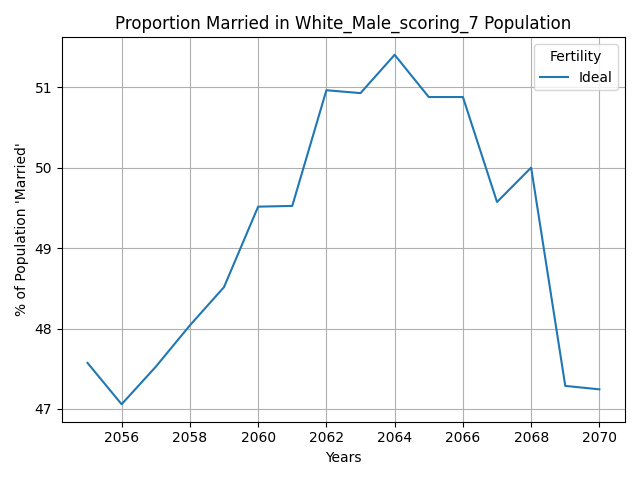 Proportion Married in White_Male_scoring_7 Population
Fertility
Ideal
% of Population 'Married'
51
50
49
48
47
2056 2058 2060 2062 2064 2066 2068 2070
Years